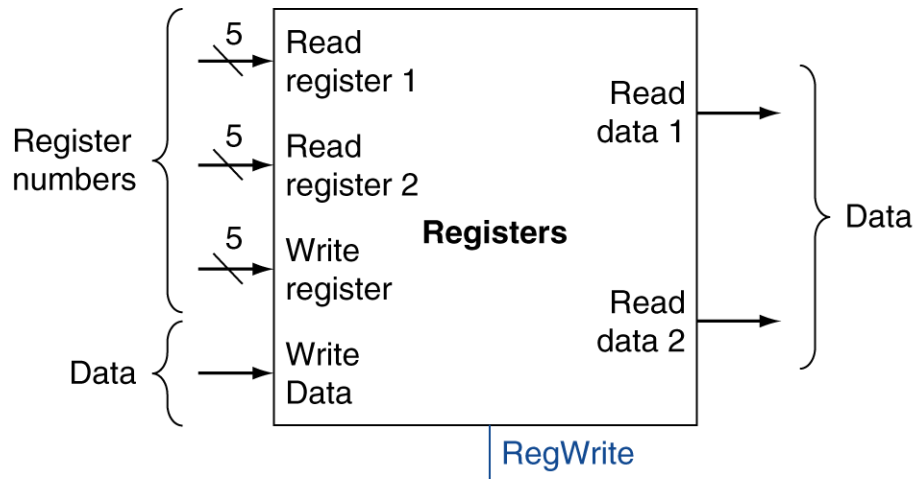 Register
numbers
Data
5
Read
register 1
5
Read
register 2
5
Write
register
Write
Data
Registers
Read
data 1
Read
data 2
Data
RegWrite